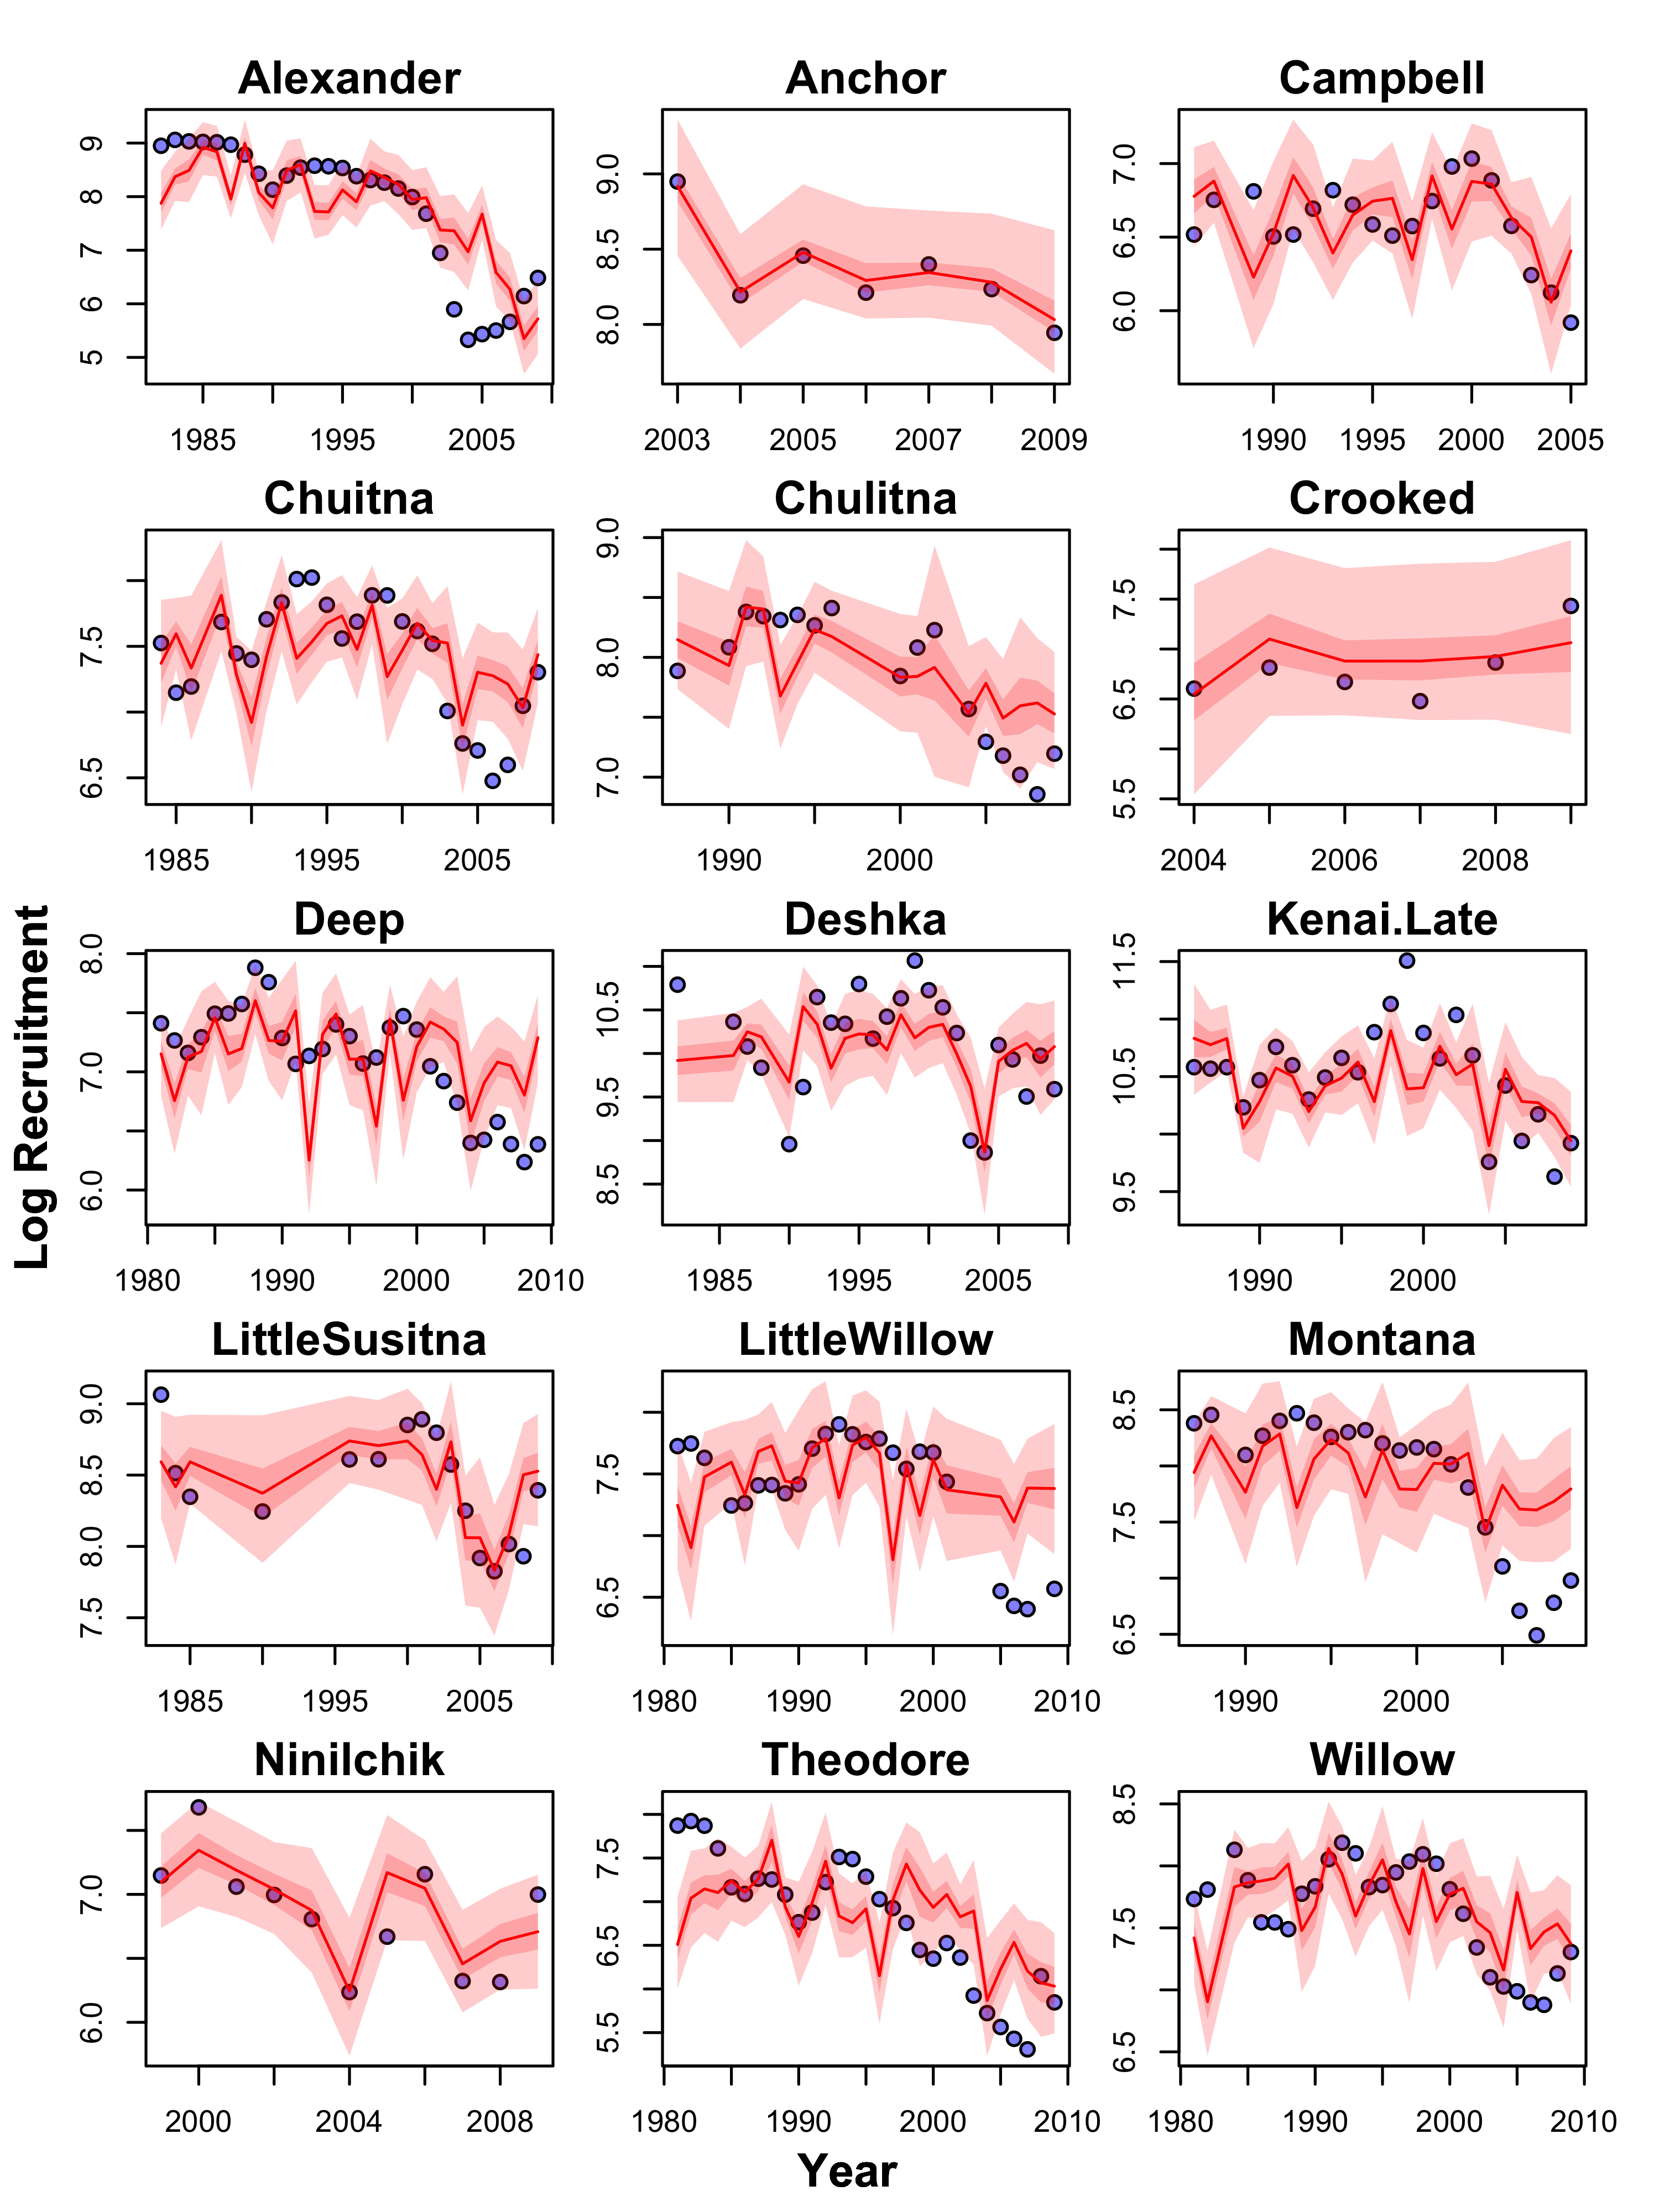 Alexander Anchor Campbell
9 8 7 6 5
9.0 8.5 8.0
7.0 6.5 6.0
1985 1995 2005
2003 2005 2007 2009
1990 1995 2000 2005
Chuitna Chulitna Crooked
7.5 6.5
9.0 8.0 7.0
7.5 6.5 5.5
1985 1995 2005
1990 2000
2004 2006 2008
Deep Deshka Kenai.Late
8.0 7.0 6.0
10.5 9.5 8.5
11.5 10.5 9.5
1980 1990 2000 2010
1985 1995 2005
1990 2000
Log Recruitment
LittleSusitna LittleWillow Montana
9.0 8.5 8.0 7.5
7.5 6.5
8.5 7.5 6.5
1985 1995 2005
1980 1990 2000 2010
1990 2000
Ninilchik Theodore Willow
7.0 6.0
7.5 6.5 5.5
8.5 7.5 6.5
2000 2004 2008
1980 1990 2000 2010
1980 1990 2000 2010
Year